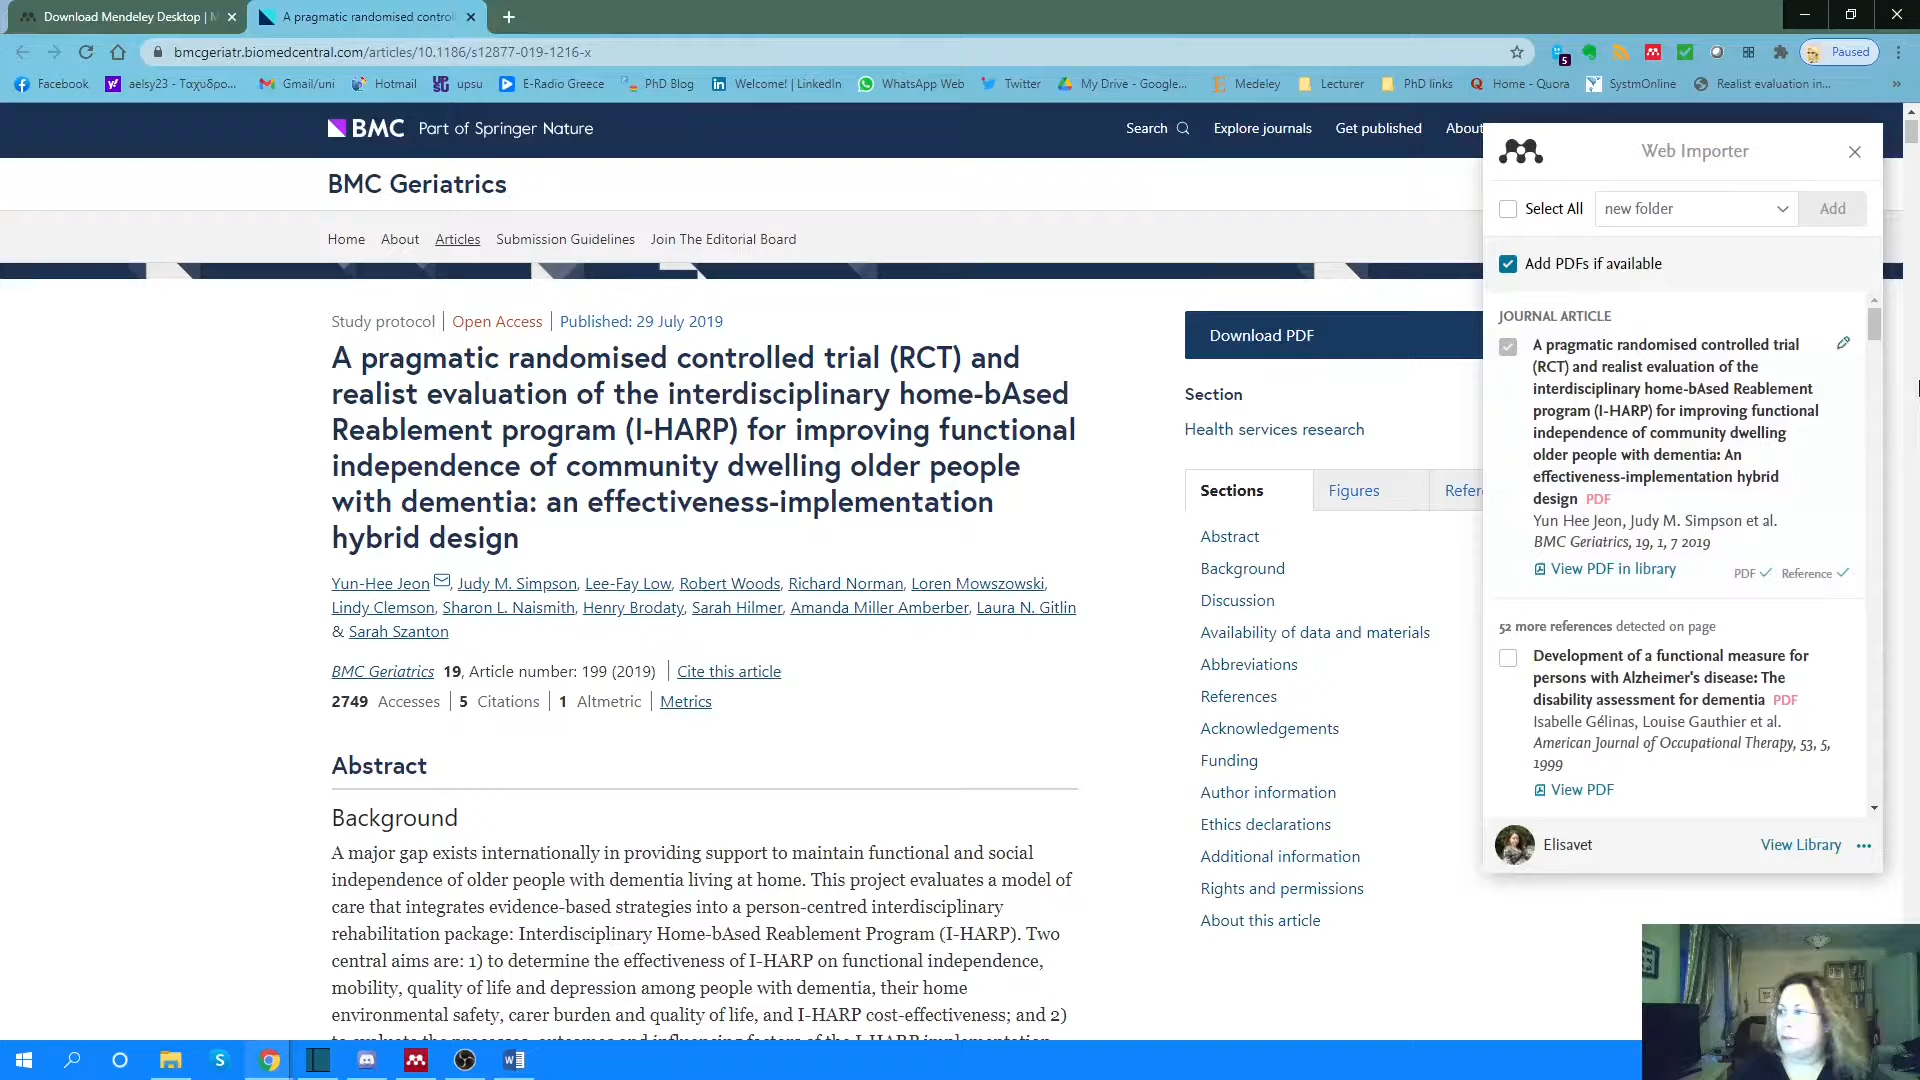 Download Mendeley Desktop | M
A pragmatic randomised control
bmcgeriatr.biomedcentral.com/articles/10.1186/s12877-019-1216-x
5
Paused
Facebook
aelsy23 - Ταχυδρο...
Gmail/uni
Hotmail
upsu
E-Radio Greece
PhD Blog
Welcome! | LinkedIn
WhatsApp Web
Twitter
My Drive - Google...
Medeley
Lecturer
PhD links
Home - Quora
SystmOnline
Realist evaluation in...
BMC Part of Springer Nature
Search
Explore journals
Get published
About
BMC Geriatrics
Home
About
Articles
Submission Guidelines
Join The Editorial Board
Study protocol | Open Access | Published: 29 July 2019
A pragmatic randomised controlled trial (RCT) and
realist evaluation of the interdisciplinary home-bAsed
Reablement program (I-HARP) for improving functional
independence of community dwelling older people
with dementia: an effectiveness-implementation
hybrid design
Yun-Hee Jeon, Judy M. Simpson, Lee-Fay Low, Robert Woods, Richard Norman, Loren Mowszowski,
Lindy Clemson, Sharon L. Naismith, Henry Brodaty, Sarah Hilmer, Amanda Miller Amberber, Laura N. Gitlin
& Sarah Szanton
BMC Geriatrics 19, Article number: 199 (2019) | Cite this article
2749 Accesses | 5 Citations | 1 Altmetric | Metrics
Abstract
Background
A major gap exists internationally in providing support to maintain functional and social
independence of older people with dementia living at home. This project evaluates a model of
care that integrates evidence-based strategies into a person-centred interdisciplinary
rehabilitation package: Interdisciplinary Home-bAsed Reablement Program (I-HARP). Two
central aims are: 1) to determine the effectiveness of I-HARP on functional independence,
mobility, quality of life and depression among people with dementia, their home
environmental safety, carer burden and quality of life, and I-HARP cost-effectiveness; and 2)
Download PDF
Section
Health services research
Sections
Figures
Refer
Abstract
Background
Discussion
Availability of data and materials
Abbreviations
References
Acknowledgements
Funding
Author information
Ethics declarations
Additional information
Rights and permissions
About this article
Web Importer
Select All
new folder
Add
Add PDFs if available
JOURNAL ARTICLE
A pragmatic randomised controlled trial
(RCT) and realist evaluation of the
interdisciplinary home-bAsed Reablement
program (I-HARP) for improving functional
independence of community dwelling
older people with dementia: An
effectiveness-implementation hybrid
design PDF
Yun Hee Jeon, Judy M. Simpson et al.
BMC Geriatrics, 19, 1, 7 2019
View PDF in library
PDF
Reference
52 more references detected on page
Development of a functional measure for
persons with Alzheimer's disease: The
disability assessment for dementia PDF
Isabelle Gélinas, Louise Gauthier et al.
American Journal of Occupational Therapy, 53, 5,
1999
View PDF
Elisavet
View Library